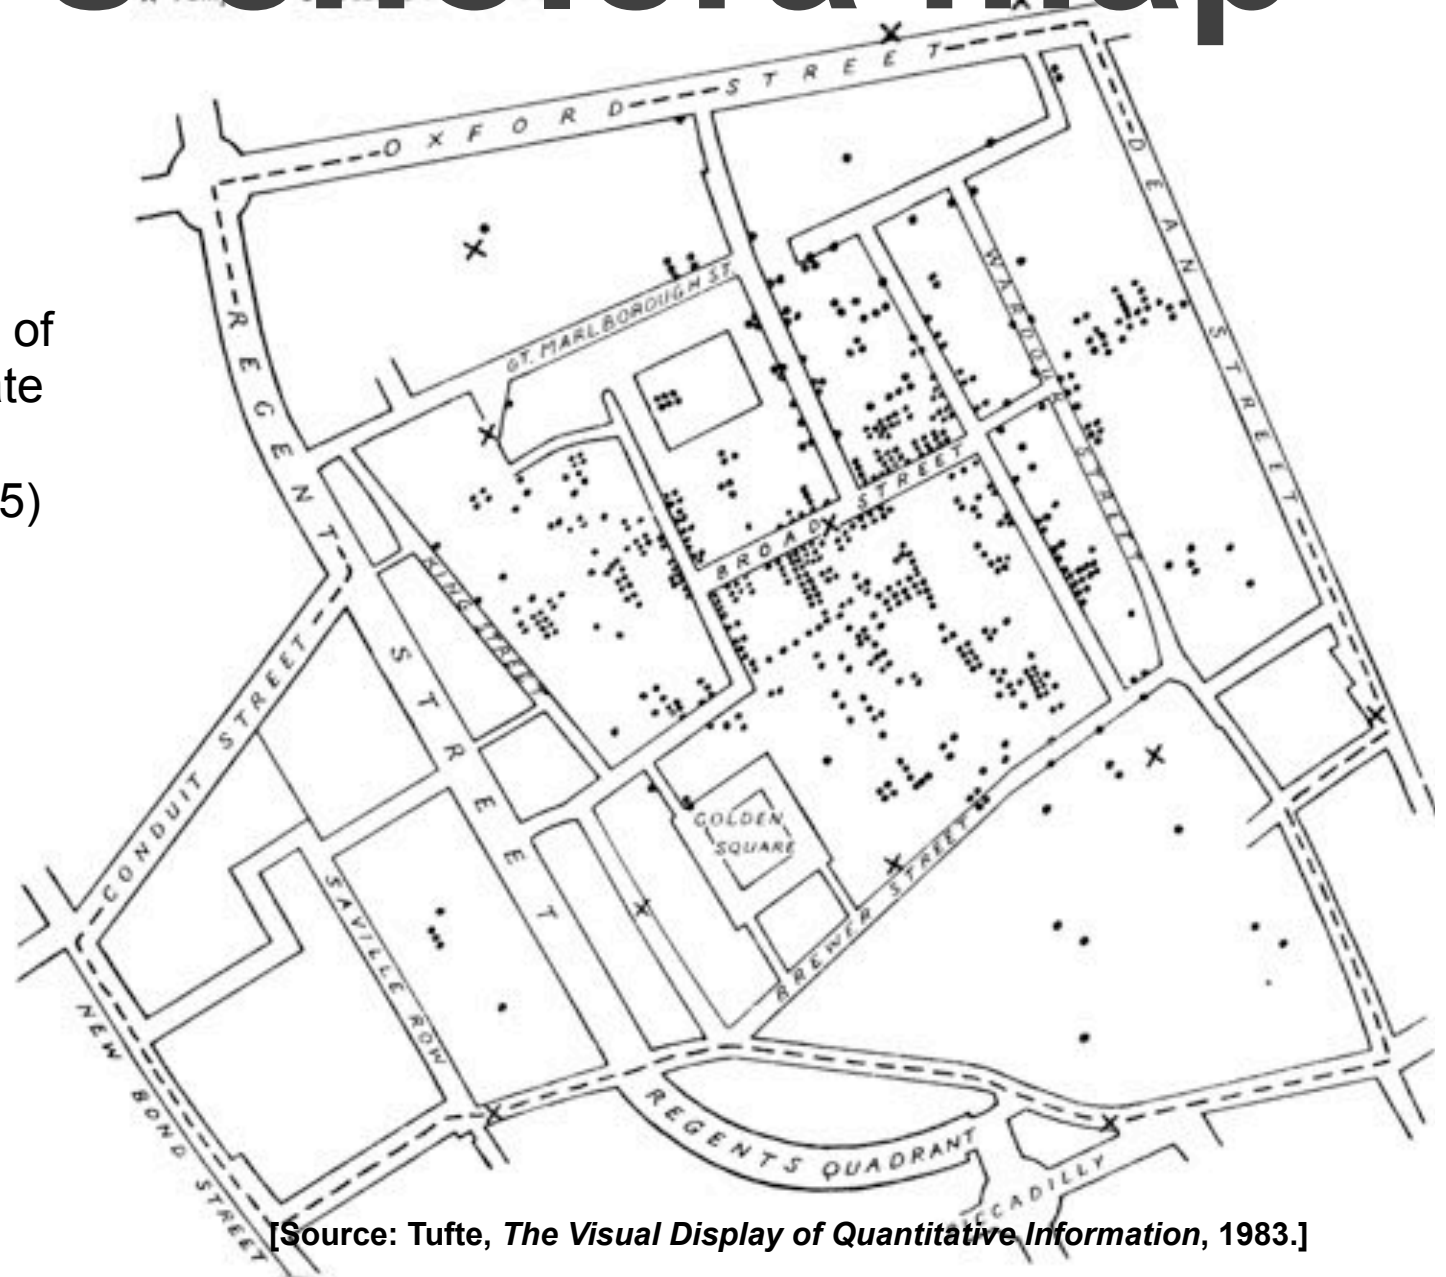 cholera map
OXFORD STREET
DEAN STREET
REGENT STREET
GT. MARLBOROUGH ST.
WARDOUR STREET
of
5)
BROAD STREET
KING STREET
CONDUIT STREET
GOLDEN
SQUARE
SAVILLE ROW
BREWER STREET
NEW BOND STREET
REGENTS QUADRANT
[Source: Tufte, The Visual Display of Quantitative Information, 1983.]